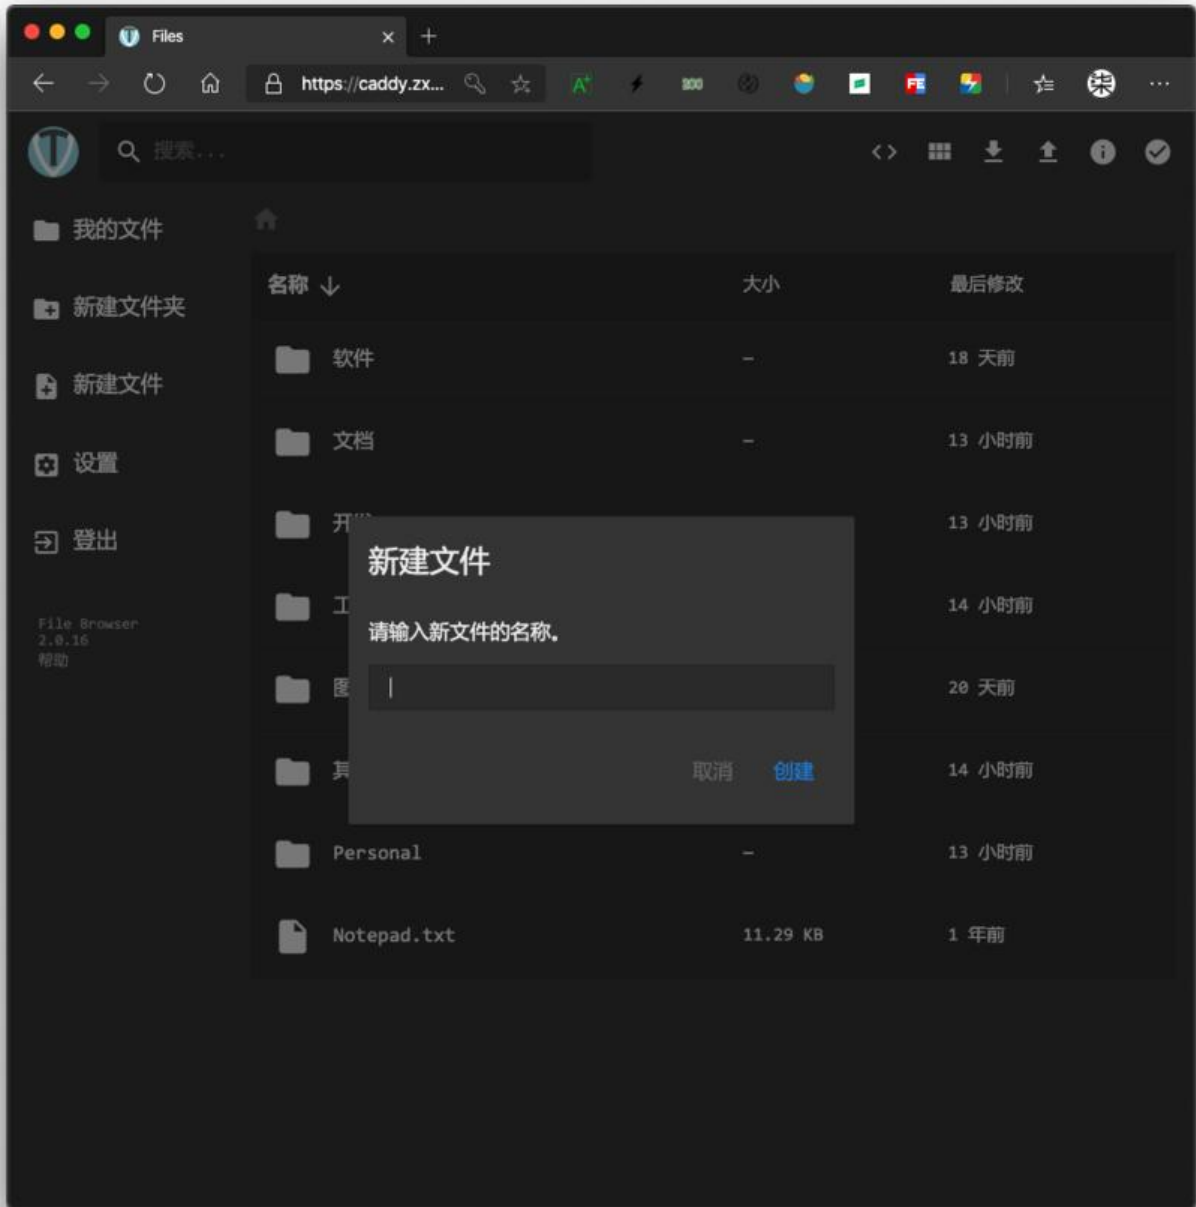 Files
https://caddy.zx...
搜索...
我的文件
新建文件夹
新建文件
设置
登出
File Browser
2.0.16
帮助
名称 大小 最后修改
软件 — 18 天前
文档 — 13 小时前
13 小时前
14 小时前
20 天前
14 小时前
Personal — 13 小时前
Notepad.txt 11.29 KB 1 年前
新建文件
请输入新文件的名称。
取消 创建